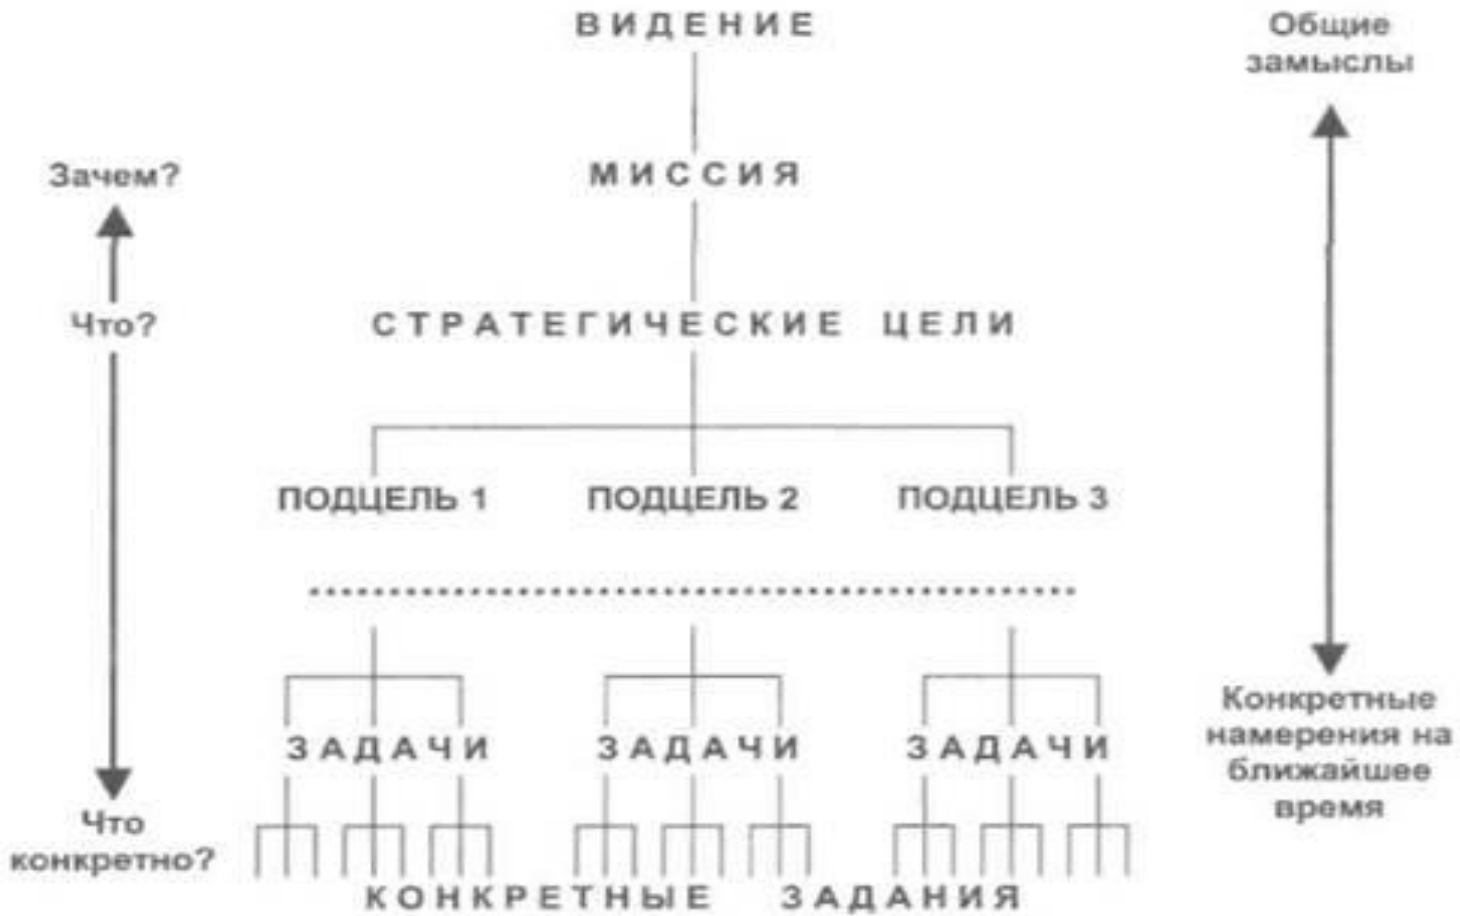 ВИДЕНИЕ
Общие
замыслы
Зачем?
МИССИЯ
Что?
СТРАТЕГИЧЕСКИЕ ЦЕЛИ
ПОДЦЕЛЬ 1
ПОДЦЕЛЬ 2
ПОДЦЕЛЬ 3
ЗАДАЧИ
ЗАДАЧИ
ЗАДАЧИ
Конкретные
намерения на
ближайшее
время
Что
конкретно?
КОНКРЕТНЫЕ ЗАДАНИЯ